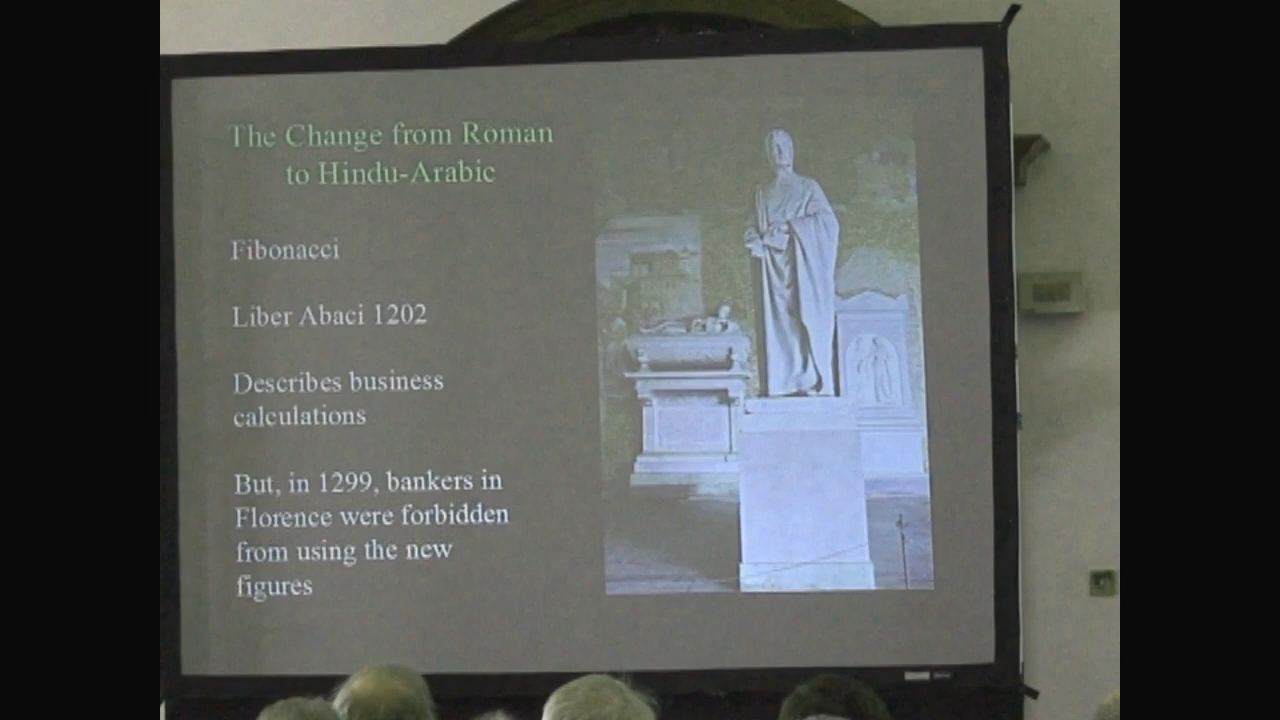 The Change from Roman
to Hindu-Arabic
Fibonacci
Liber Abaci 1202
Describes business
calculations
But, in 1299, bankers in
Florence were forbidden
from using the new
figures